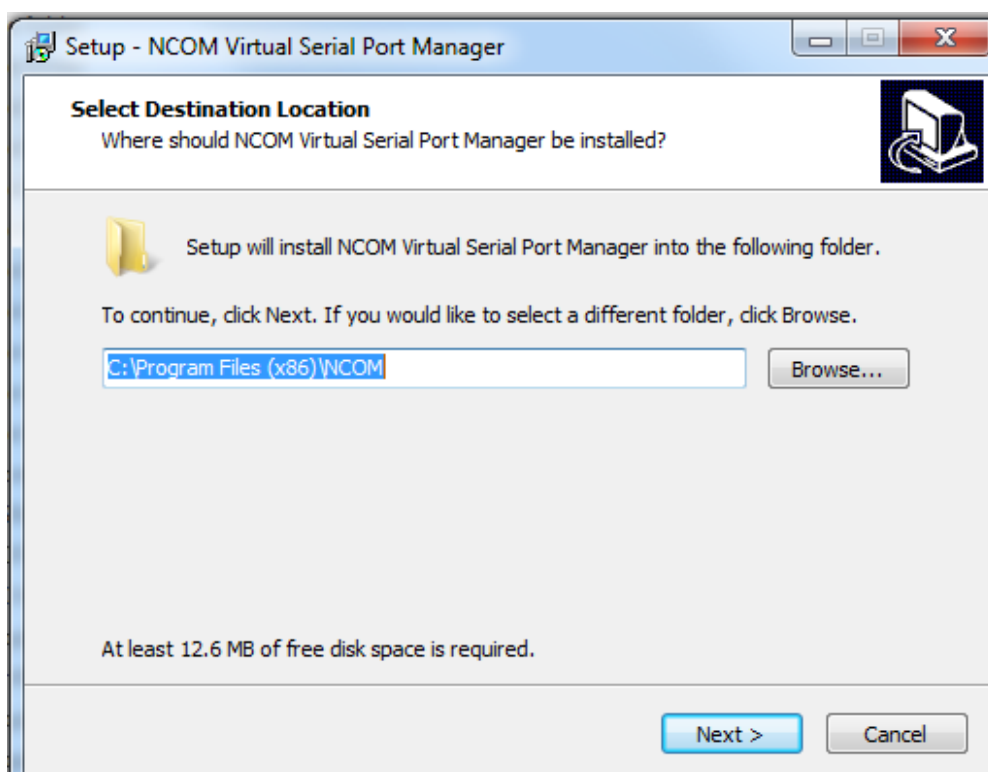 Setup - NCOM Virtual Serial Port Manager
Select Destination Location
Where should NCOM Virtual Serial Port Manager be installed?
Setup will install NCOM Virtual Serial Port Manager into the following folder.
To continue, click Next. If you would like to select a different folder, click Browse.
C:\Program Files (x86)\NCOM
Browse...
At least 12.6 MB of free disk space is required.
Next >
Cancel